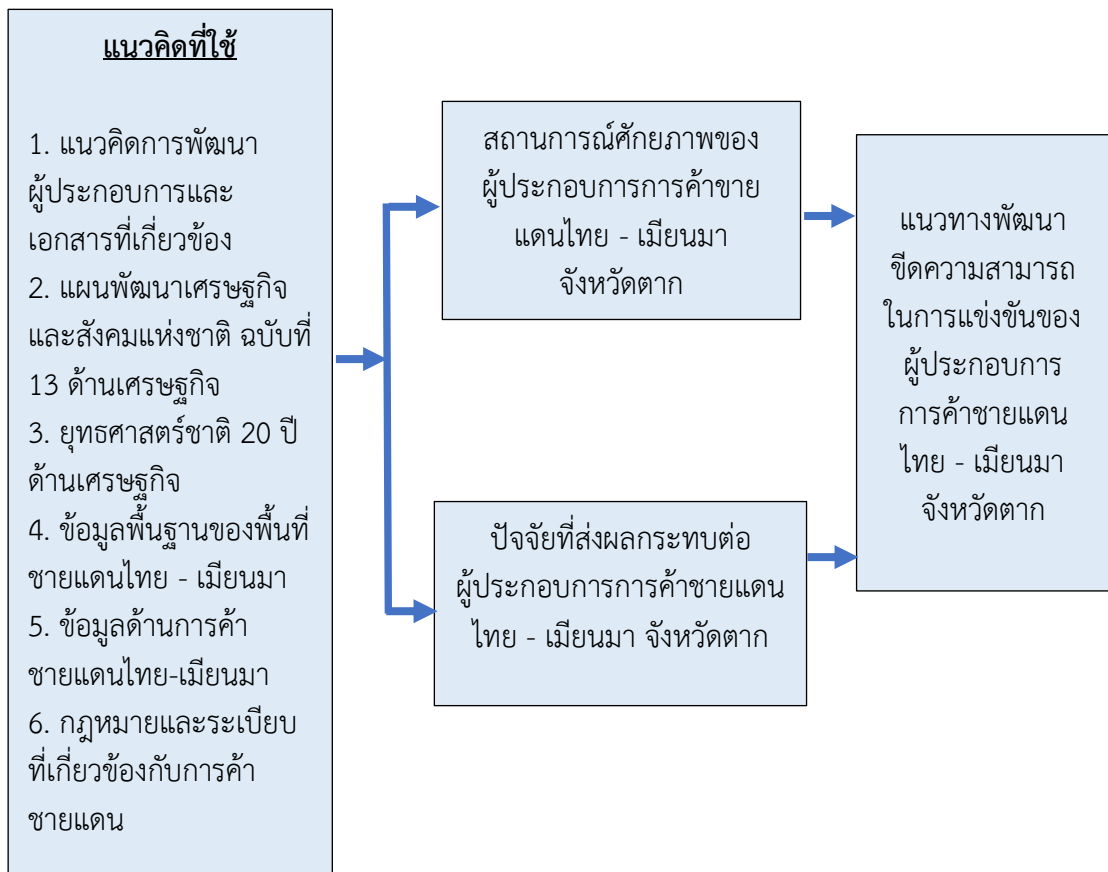 แนวคิดที่ใช้
1. แนวคิดการพัฒนา
ผู้ประกอบการและ
เอกสารที่เกี่ยวข้อง
2. แผนพัฒนาเศรษฐกิจ
และสังคมแห่งชาติ ฉบับที่
13 ด้านเศรษฐกิจ
3. ยุทธศาสตร์ชาติ 20 ปี
ด้านเศรษฐกิจ
4. ข้อมูลพื้นฐานของพื้นที่
ชายแดนไทย - เมียนมา
5. ข้อมูลด้านการค้า
ชายแดนไทย-เมียนมา
6. กฎหมายและระเบียบ
ที่เกี่ยวข้องกับการค้า
ชายแดน
สถานการณ์ศักยภาพของ
ผู้ประกอบการการค้าขาย
แดนไทย - เมียนมา
จังหวัดตาก
ปัจจัยที่ส่งผลกระทบต่อ
ผู้ประกอบการการค้าชายแดน
ไทย - เมียนมา จังหวัดตาก
แนวทางพัฒนา
ขีดความสามารถ
ในการแข่งขันของ
ผู้ประกอบการ
การค้าชายแดน
ไทย - เมียนมา
จังหวัดตาก